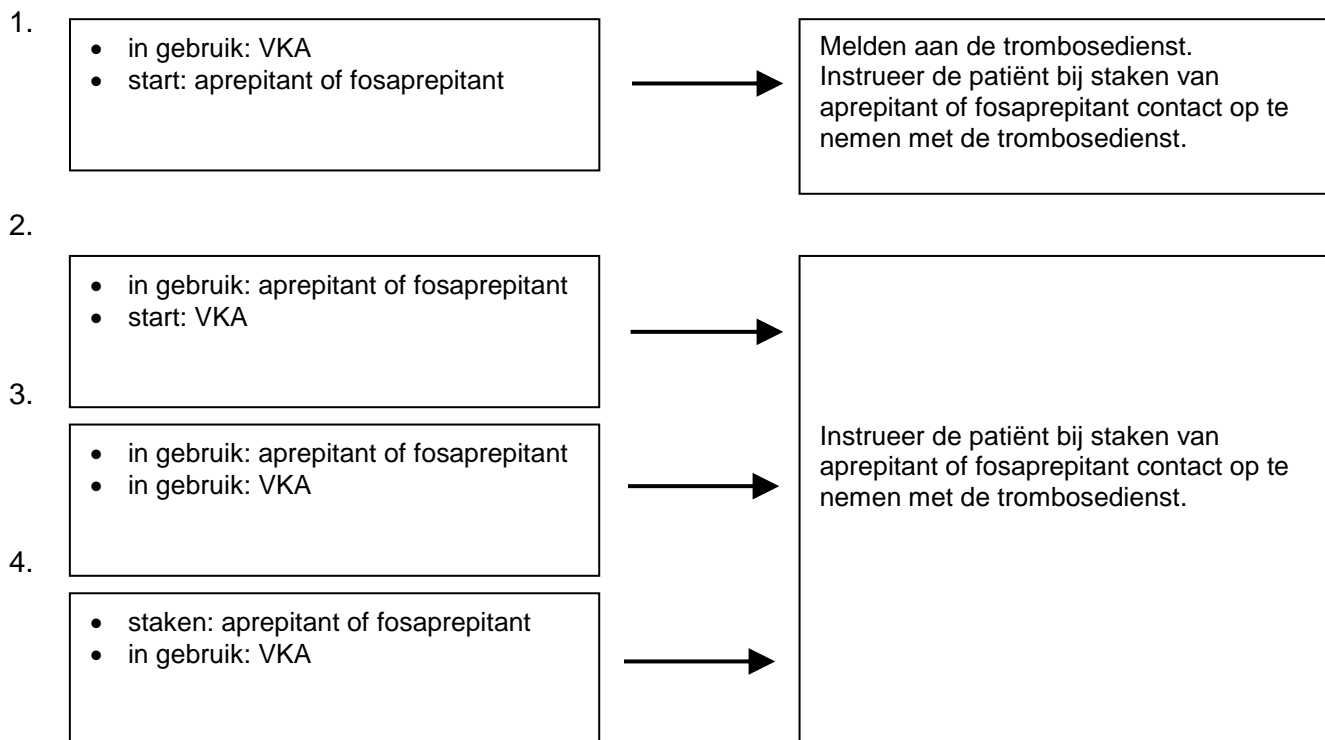 1.
• in gebruik: VKA
• start: aprepitant of fosaprepitant
Melden aan de trombosedienst.
Instrueer de patiënt bij staken van
aprepitant of fosaprepitant contact op te
nemen met de trombosedienst.
2.
• in gebruik: aprepitant of fosaprepitant
• start: VKA
3.
• in gebruik: aprepitant of fosaprepitant
• in gebruik: VKA
Instrueer de patiënt bij staken van
aprepitant of fosaprepitant contact op te
nemen met de trombosedienst.
4.
• staken: aprepitant of fosaprepitant
• in gebruik: VKA